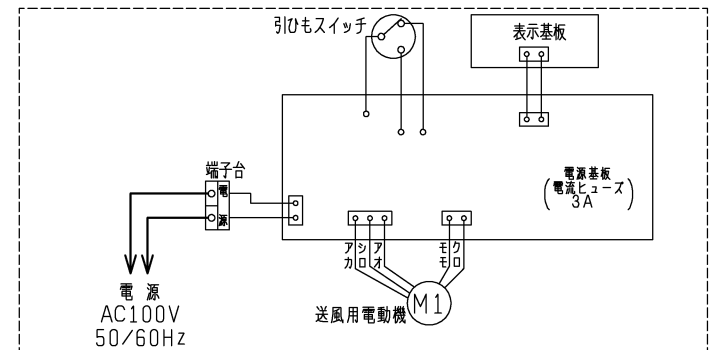 引ひもスイッチ
表示基板
端子台
電
源
電源基板
(電流ヒューズ)
3A
アカ
シロ
アオ
モモ
クロ
電 源
AC100V
50/60Hz
送風用電動機
M1